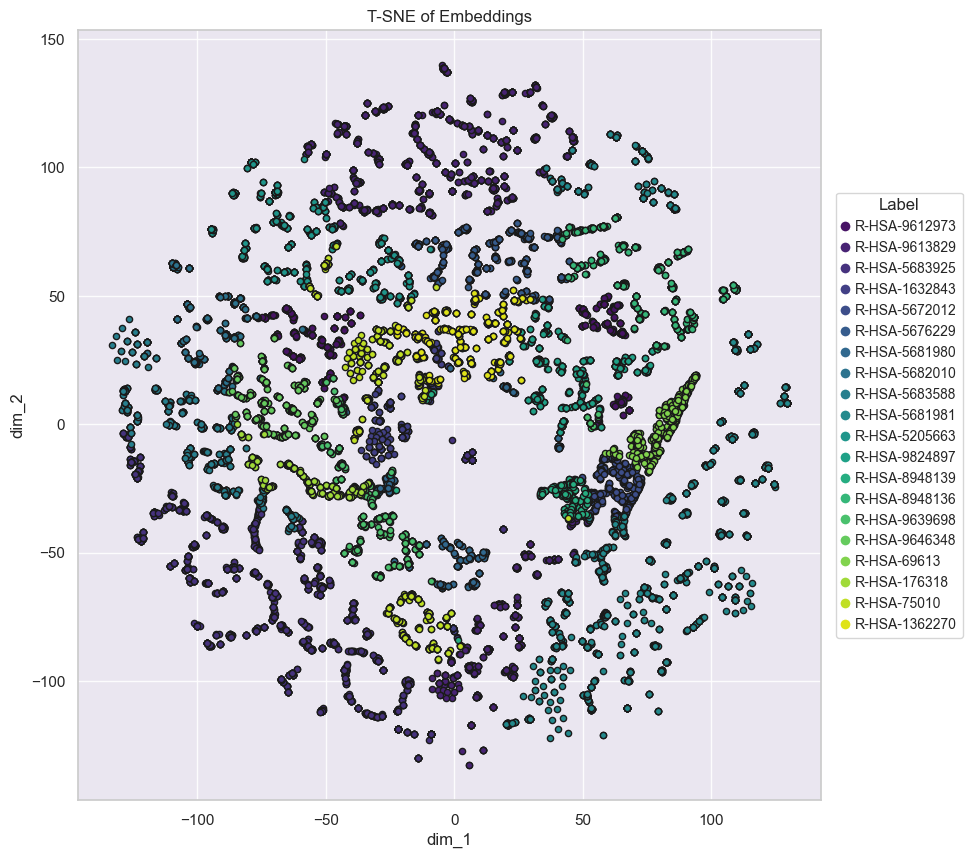 T-SNE of Embeddings
150
100
50
0
−50
−100
−100
−50
0
50
100
dim_1
dim_2
Label
R-HSA-9612973
R-HSA-9613829
R-HSA-5683925
R-HSA-1632843
R-HSA-5672012
R-HSA-5676229
R-HSA-5681980
R-HSA-5682010
R-HSA-5683588
R-HSA-5681981
R-HSA-5205663
R-HSA-9824897
R-HSA-8948139
R-HSA-8948136
R-HSA-9639698
R-HSA-9646348
R-HSA-69613
R-HSA-176318
R-HSA-75010
R-HSA-1362270